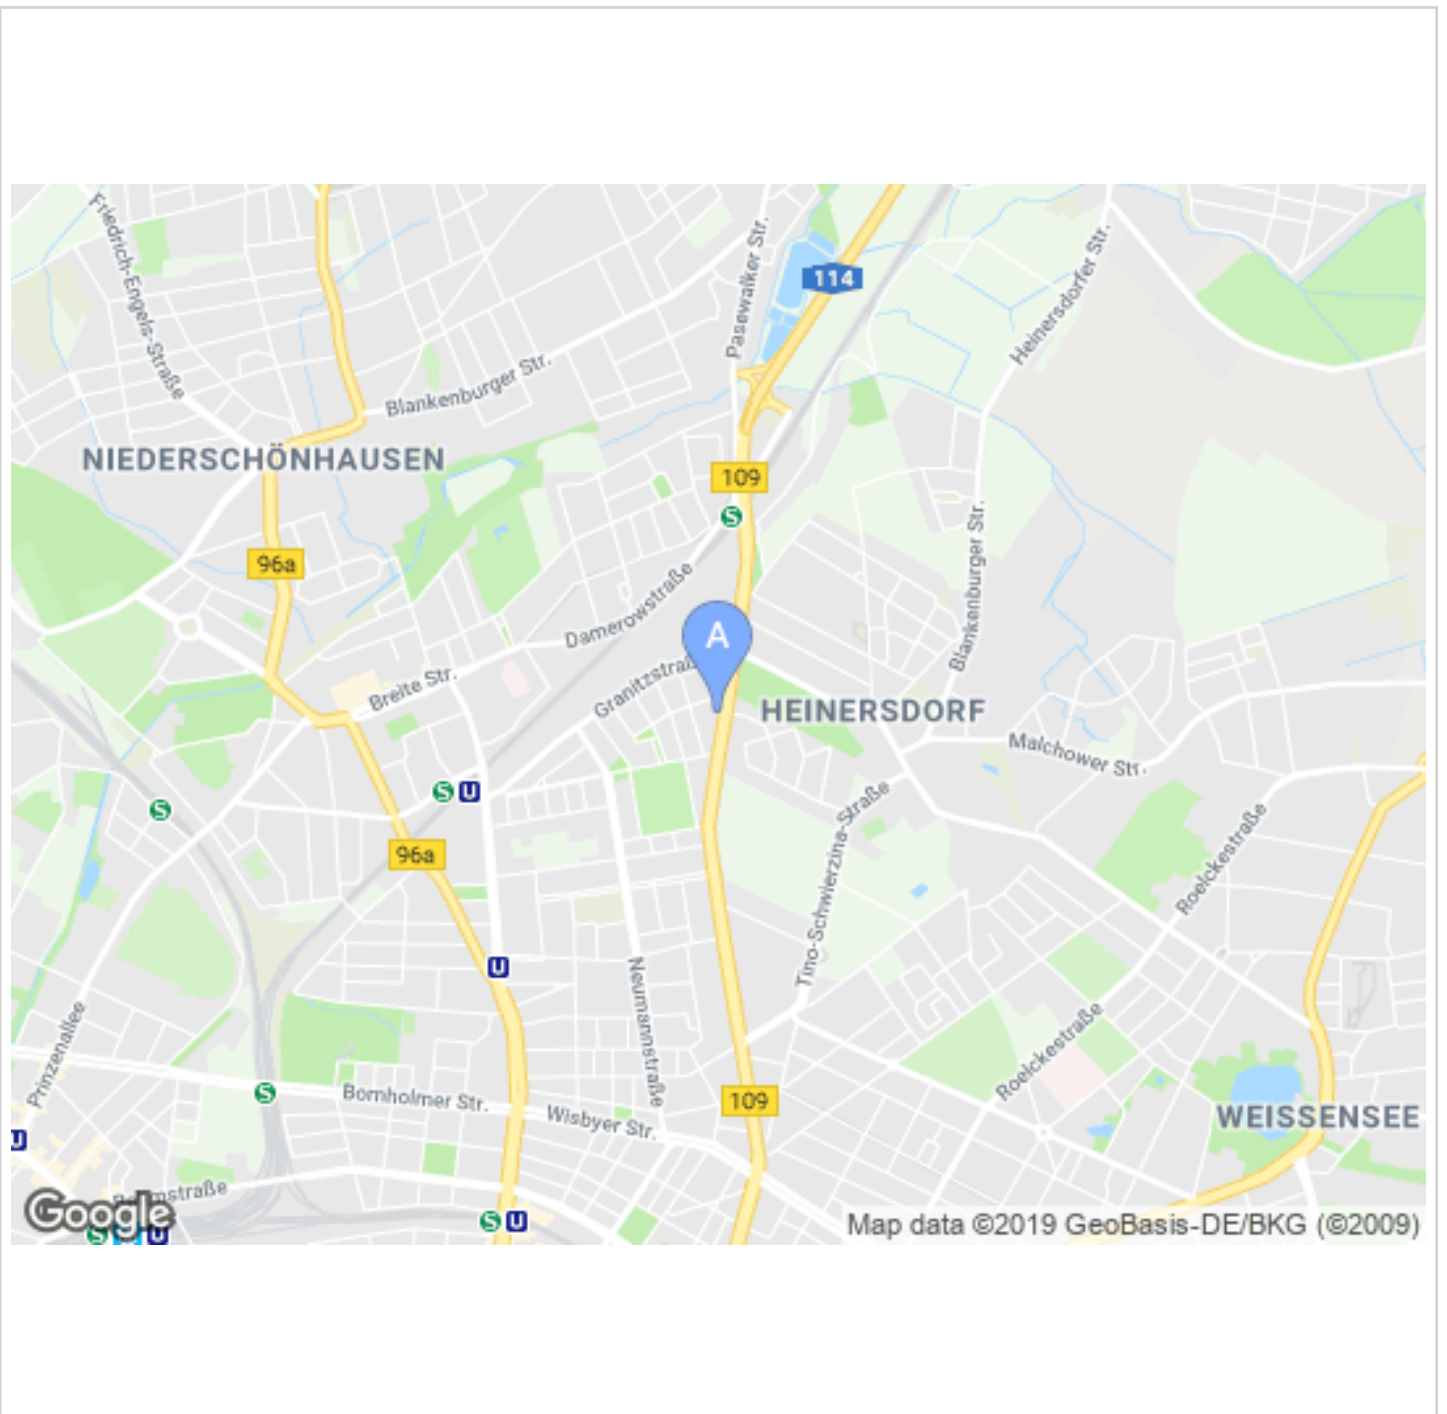 Friedrich-Engels-Straße
Pasewalker Str.
114
Heinersdorfer Str.
Blankenburger Str.
NIEDERSCHÖNHAUSEN
109
S
96a
Blankenburger Str.
Damerowstraße
A
Granitzstraß
Breite Str.
HEINERSDORF
Malchower Str.
S U
S
Tino-Schwierzina-Straße
Roelckestraße
96a
U
Neumannstraße
Prinzenallee
Roelckestraße
S
Bornholmer Str.
109
Wisbyer Str.
WEISSENSEE
U
mstraße
Google
S U
S U
Map data ©2019 GeoBasis-DE/BKG (©2009)